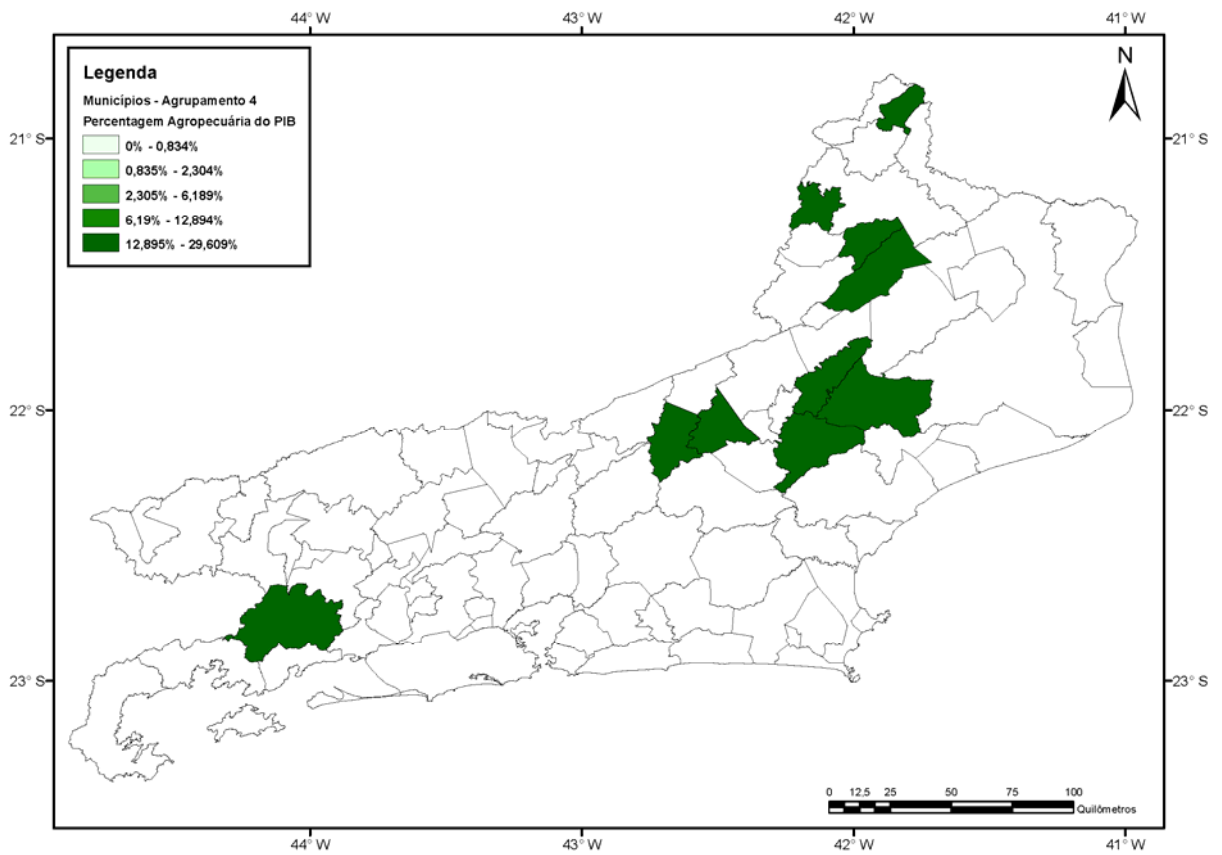 44° W 43° W 42° W 41° W
Legenda
Municípios - Agrupamento 4
Percentagem Agropecuária do PIB
0% - 0,834%
0,835% - 2,304%
2,305% - 6,189%
6,19% - 12,894%
12,895% - 29,609%
N
21° S 21° S
22° S 22° S
23° S 23° S
0 12,5 25 50 75 100
Quilômetros
44° W 43° W 42° W 41° W